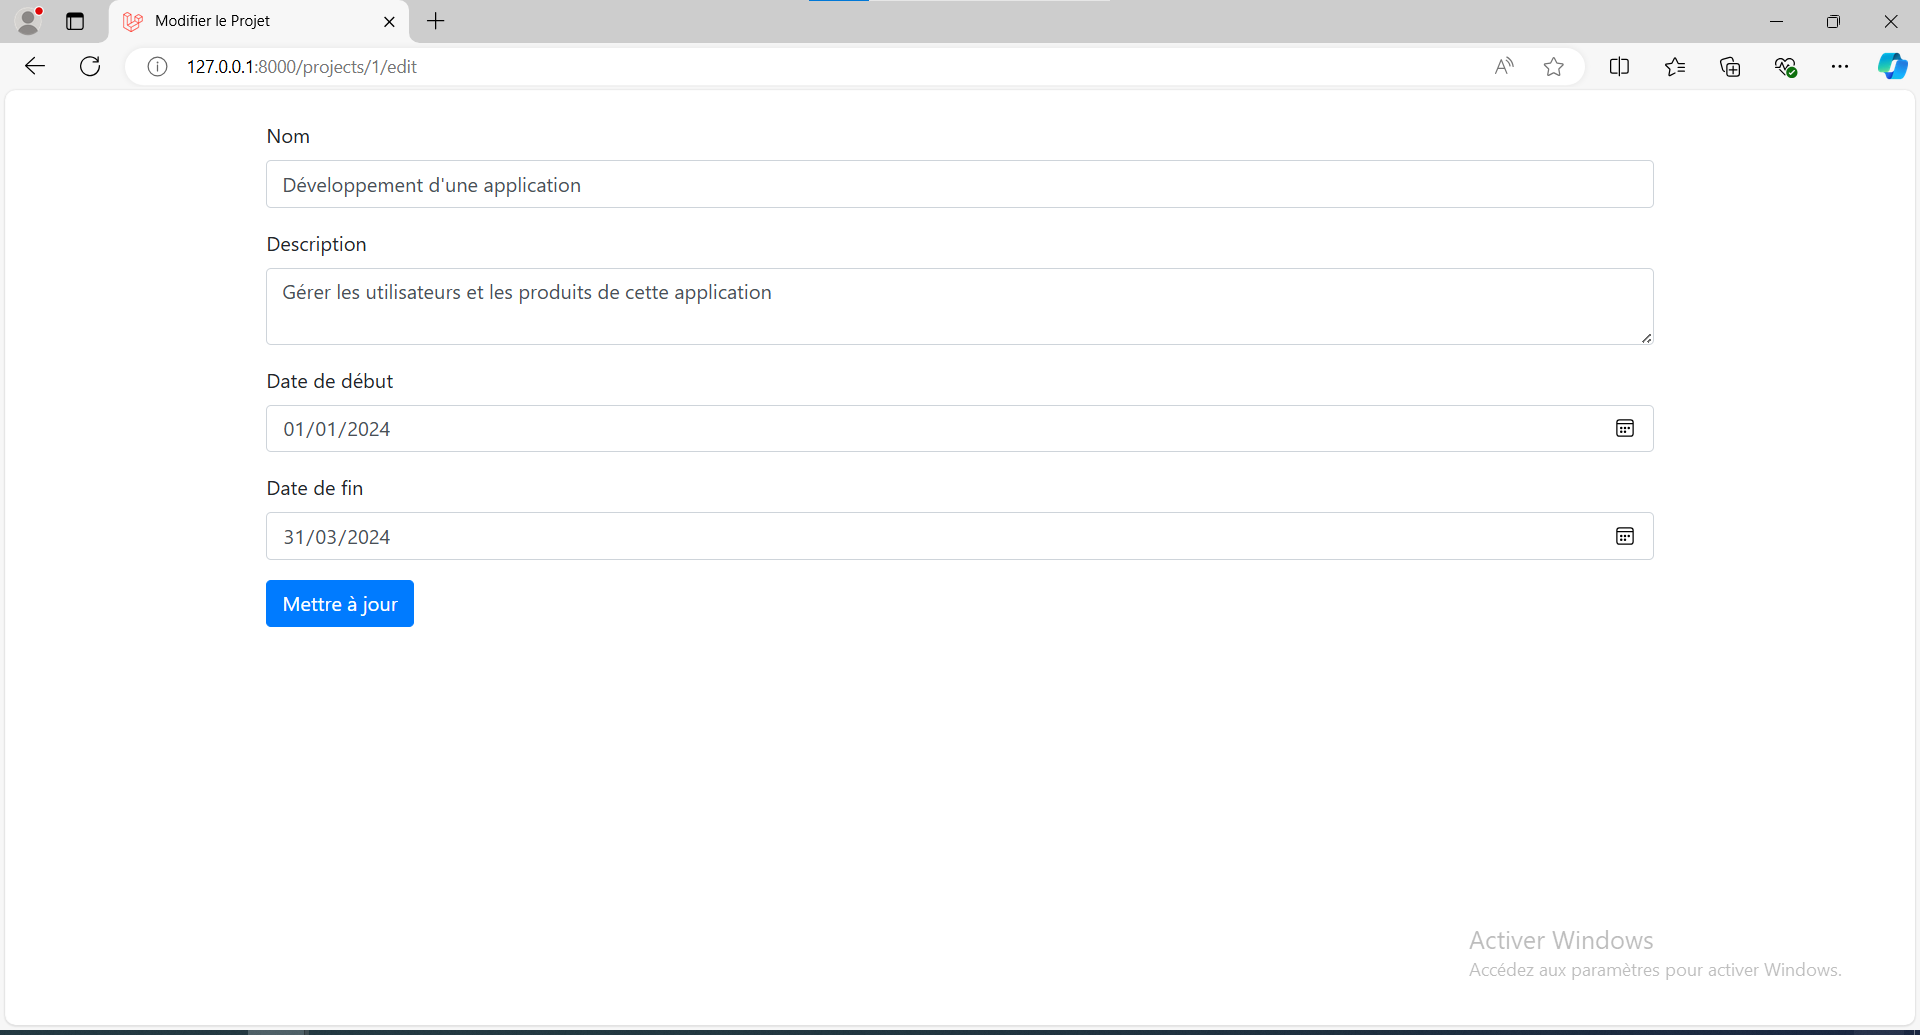 Modifier le Projet
127.0.0.1:8000/projects/1/edit
Nom
Développement d'une application
Description
Gérer les utilisateurs et les produits de cette application
Date de début
01/01/2024
Date de fin
31/03/2024
Mettre à jour
Activer Windows
Accédez aux paramètres pour activer Windows.